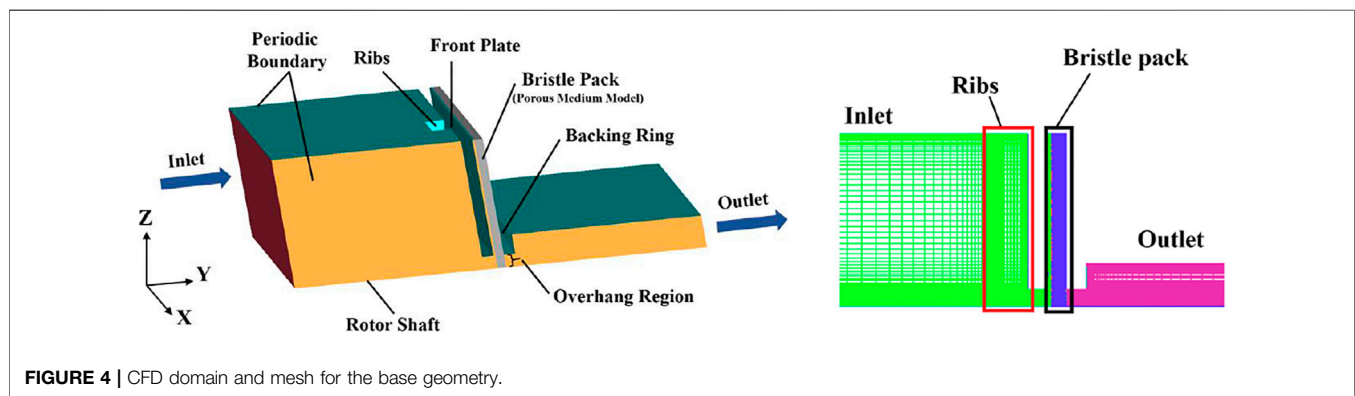 Periodic
Boundary
Ribs
Front Plate
Bristle Pack
(Porous Medium Model)
Backing Ring
Inlet
Outlet
Z
Y
X
Overhang Region
Rotor Shaft
Bristle pack
Ribs
Inlet
Outlet
FIGURE 4 | CFD domain and mesh for the base geometry.